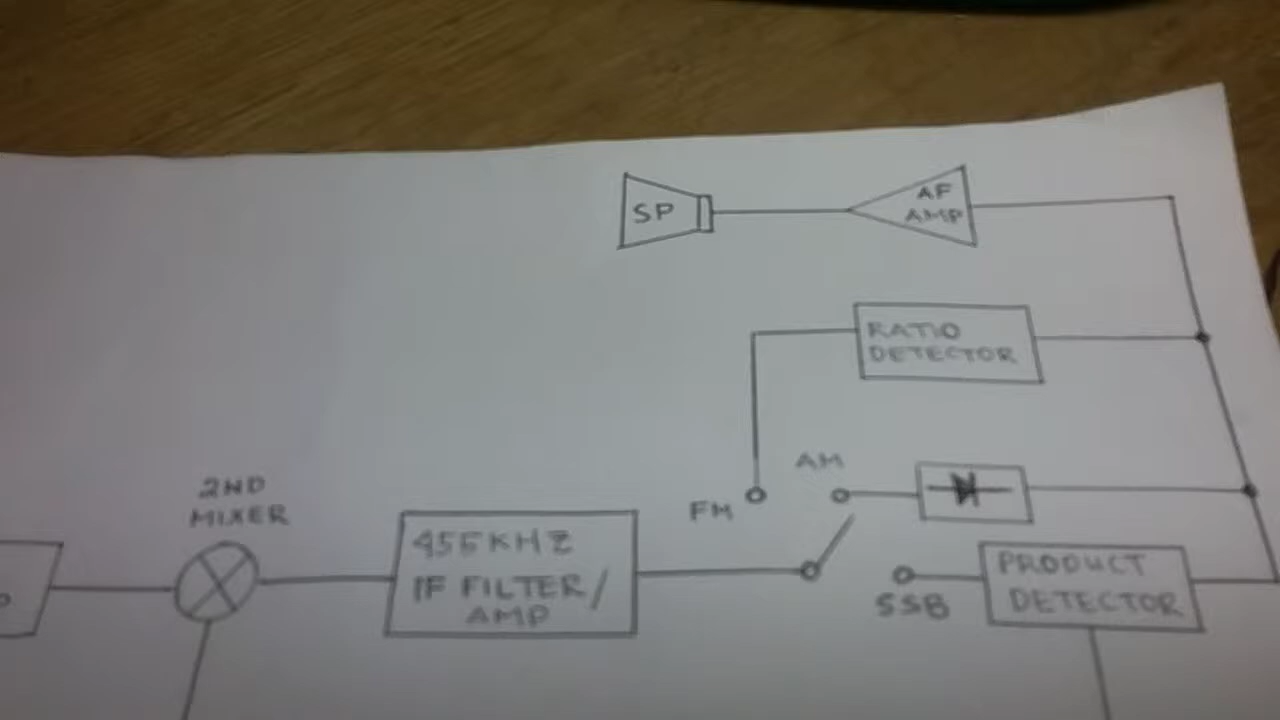 SP
AF
AMP
RATIO
DETECTOR
AM
FM
2ND
MIXER
455KHZ
IF FILTER/
AMP
SSB
PRODUCT
DETECTOR